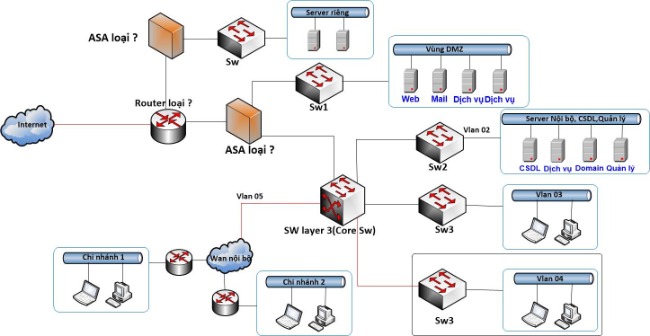 Server riêng
ASA loại ?
Sw
Vùng DMZ
Router loại ?
Sw1
Web Mail Dịch vụ Dịch vụ
Internet
ASA loại ?
Vlan 02
Server Nội bộ, CSDL,Quản lý
Sw2
CSDL Dịch vụ Domain Quản lý
Vlan 05
Vlan 03
SW layer 3(Core Sw)
Sw3
Chi nhánh 1
Wan nội bộ
Chi nhánh 2
Vlan 04
Sw3